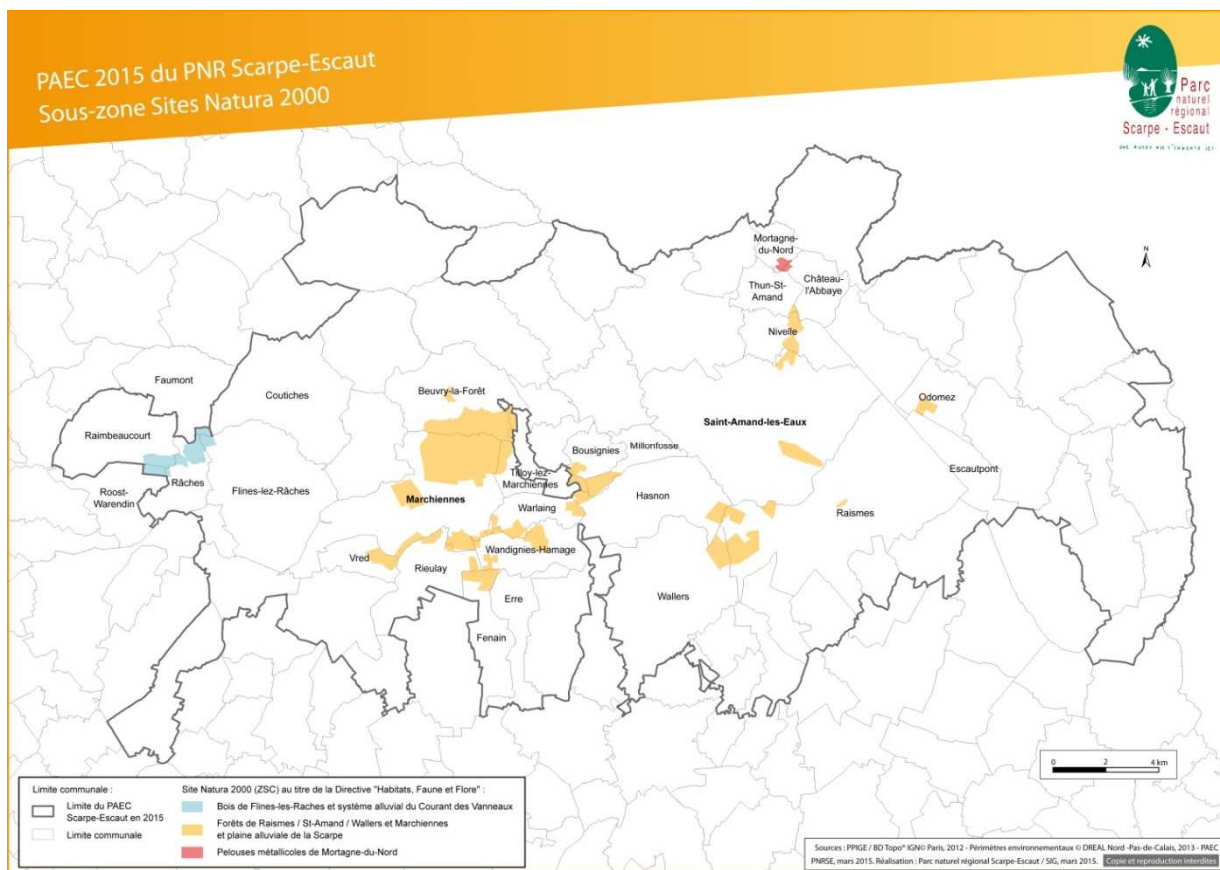 PAEC 2015 du PNR Scarpe-Escaut
Sous-zone Sites Natura 2000
Parc
naturel
régional
Scarpe - Escaut
N
Mortagne-
du-Nord
Château-
l'Abbaye
Thun-St-
Amand
Nivelle
Faumont
Coutiches
Beuvry-la-Forêt
Odomez
Raimbeaucourt
Saint-Amand-les-Eaux
Bousignies
Millonfosse
Escautpont
Tilloy-lez-
Marchiennes
Râches
Roost-
Warendin
Flines-lez-Râches
Marchiennes
Hasnon
Warlaing
Raismes
Vred
Wandignies-Hamage
Rieulay
Erre
Wallers
Fenain
0 2 4 km
Limite communale :
Limite du PAEC
Scarpe-Escaut en 2015
Limite communale
Site Natura 2000 (ZSC) au titre de la Directive "Habitats, Faune et Flore" :
Bois de Flines-les-Raches et système alluvial du Courant des Vanneaux
Forêts de Raismes / St-Amand / Wallers et Marchiennes
et plaine alluviale de la Scarpe
Pelouses métallicoles de Mortagne-du-Nord
Sources : PPIGE / BD Topo® IGN© Paris, 2012 - Périmètres environnementaux © DREAL Nord -Pas-de-Calais, 2013 - PAEC
PNRSE, mars 2015. Réalisation : Parc naturel régional Scarpe-Escaut / SIG, mars 2015. Copie et reproduction interdites